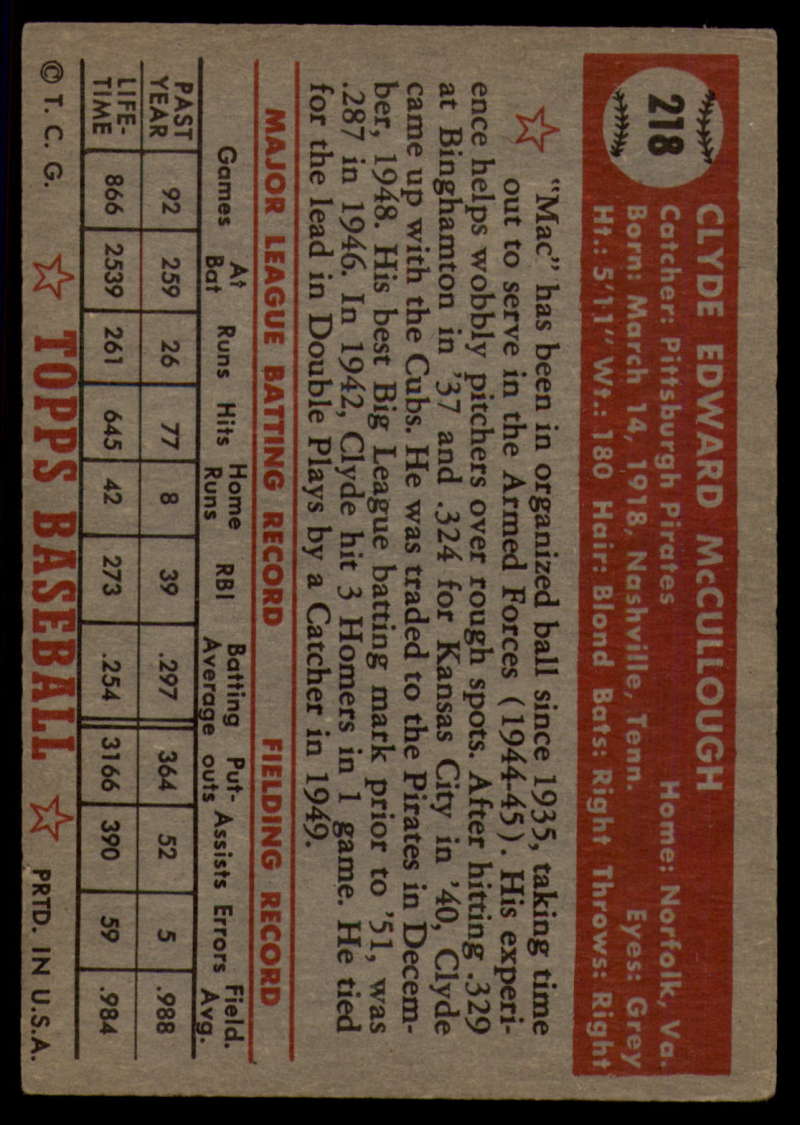 218
CLYDE EDWARD McCULLOUGH
Catcher: Pittsburgh Pirates Home: Norfolk, Va.
Born: March 14, 1918, Nashville, Tenn. Eyes: Grey
Ht.: 5'11" Wt.: 180 Hair: Blond Bats: Right Throws: Right
"Mac" has been in organized ball since 1935, taking time
out to serve in the Armed Forces (1944-45). His experi-
ence helps wobbly pitchers over rough spots. After hitting .329
at Binghamton in '37 and .324 for Kansas City in '40, Clyde
came up with the Cubs. He was traded to the Pirates in Decem-
ber, 1948. His best Big League batting mark prior to '51, was
.287 in 1946. In 1942, Clyde hit 3 Homers in 1 game. He tied
for the lead in Double Plays by a Catcher in 1949.
MAJOR LEAGUE BATTING RECORD FIELDING RECORD
Games At Bat Runs Hits Home Runs RBI Batting Average Put-outs Assists Errors Field. Avg.
PAST YEAR 92 259 26 77 8 39 .297 364 52 5 .988
LIFE-TIME 866 2539 261 645 42 273 .254 3166 390 59 .984
© T. C. G. TOPPS BASEBALL PRTD. IN U.S.A.